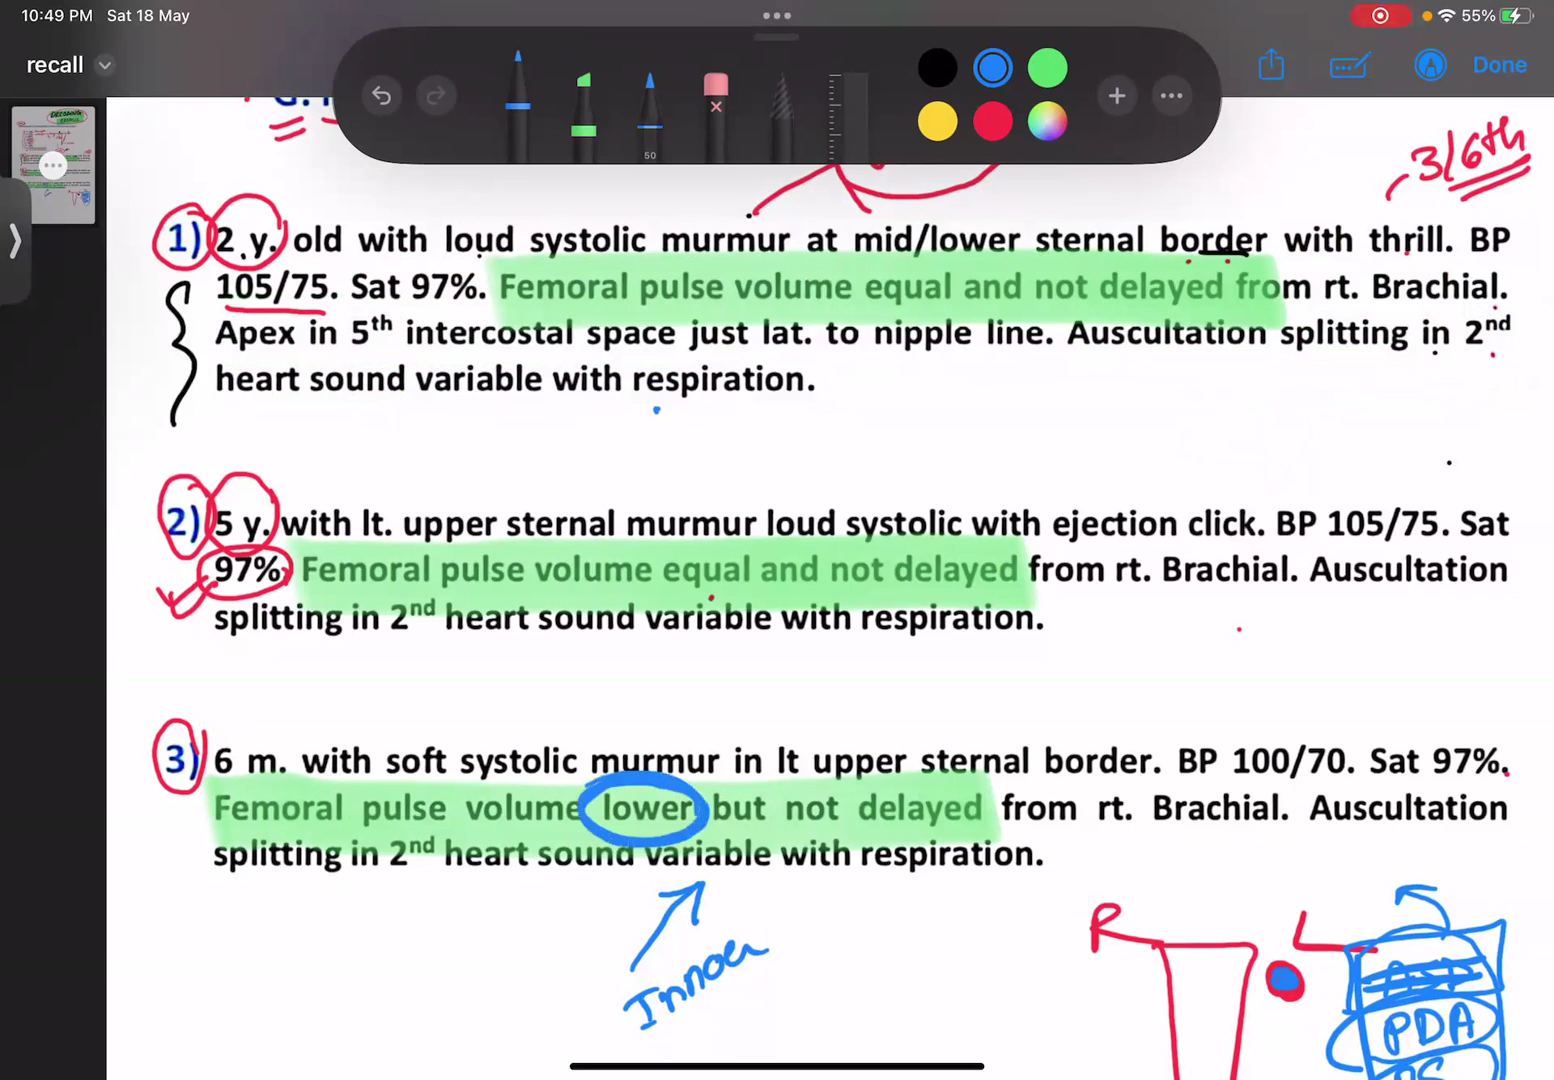 10:49 PM Sat 18 May
55%
recall
Done
50
3/6th
1) 2 y. old with loud systolic murmur at mid/lower sternal border with thrill. BP
105/75. Sat 97%. Femoral pulse volume equal and not delayed from rt. Brachial.
Apex in 5th intercostal space just lat. to nipple line. Auscultation splitting in 2nd
heart sound variable with respiration.
2) 5 y. with lt. upper sternal murmur loud systolic with ejection click. BP 105/75. Sat
97% Femoral pulse volume equal and not delayed from rt. Brachial. Auscultation
splitting in 2nd heart sound variable with respiration.
3) 6 m. with soft systolic murmur in lt upper sternal border. BP 100/70. Sat 97%.
Femoral pulse volume lower but not delayed from rt. Brachial. Auscultation
splitting in 2nd heart sound variable with respiration.
R L
PDA